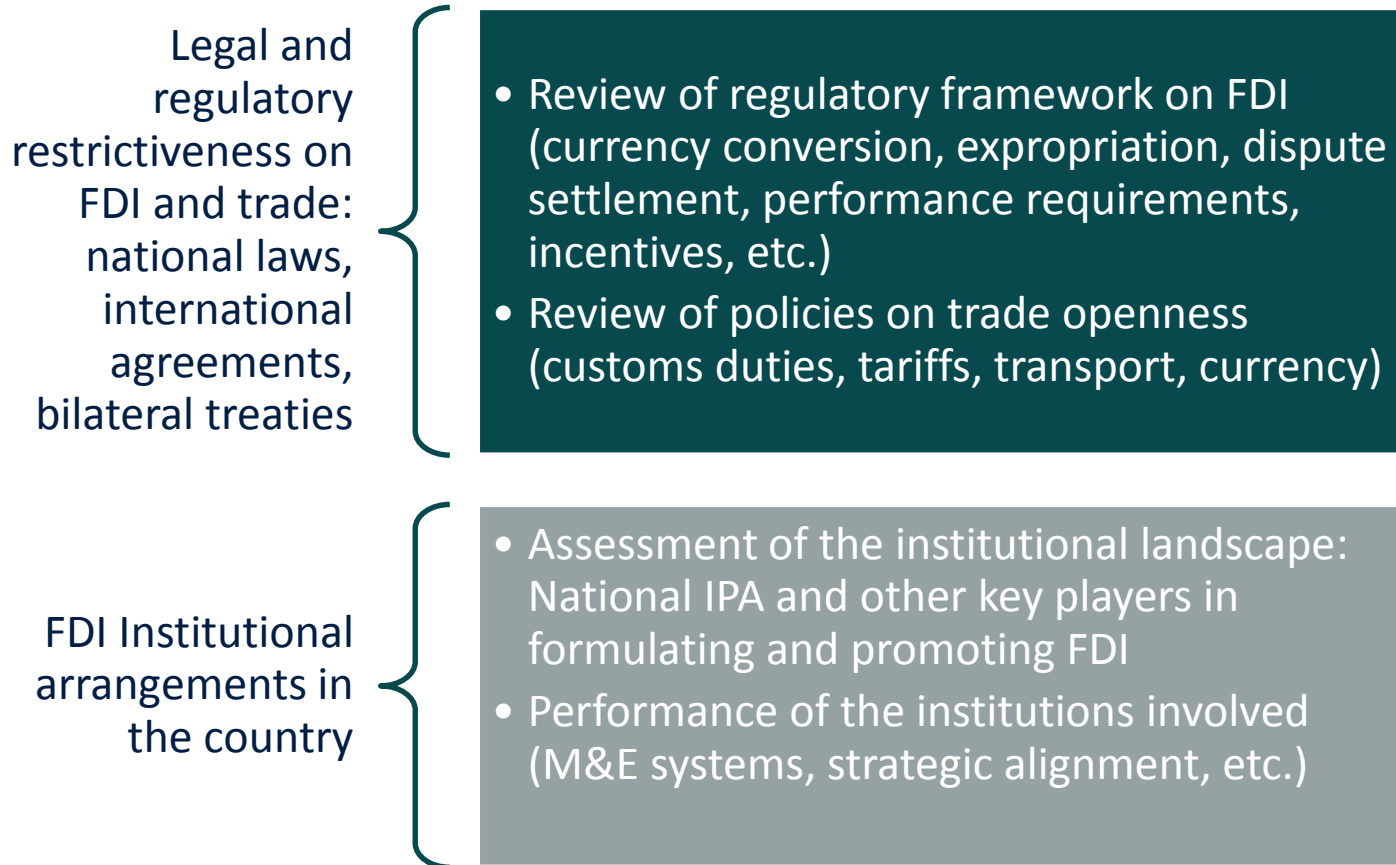 Legal and
regulatory
restrictiveness on
FDI and trade:
national laws,
international
agreements,
bilateral treaties
• Review of regulatory framework on FDI
(currency conversion, expropriation, dispute
settlement, performance requirements,
incentives, etc.)
• Review of policies on trade openness
(customs duties, tariffs, transport, currency)
FDI Institutional
arrangements in
the country
• Assessment of the institutional landscape:
National IPA and other key players in
formulating and promoting FDI
• Performance of the institutions involved
(M&E systems, strategic alignment, etc.)